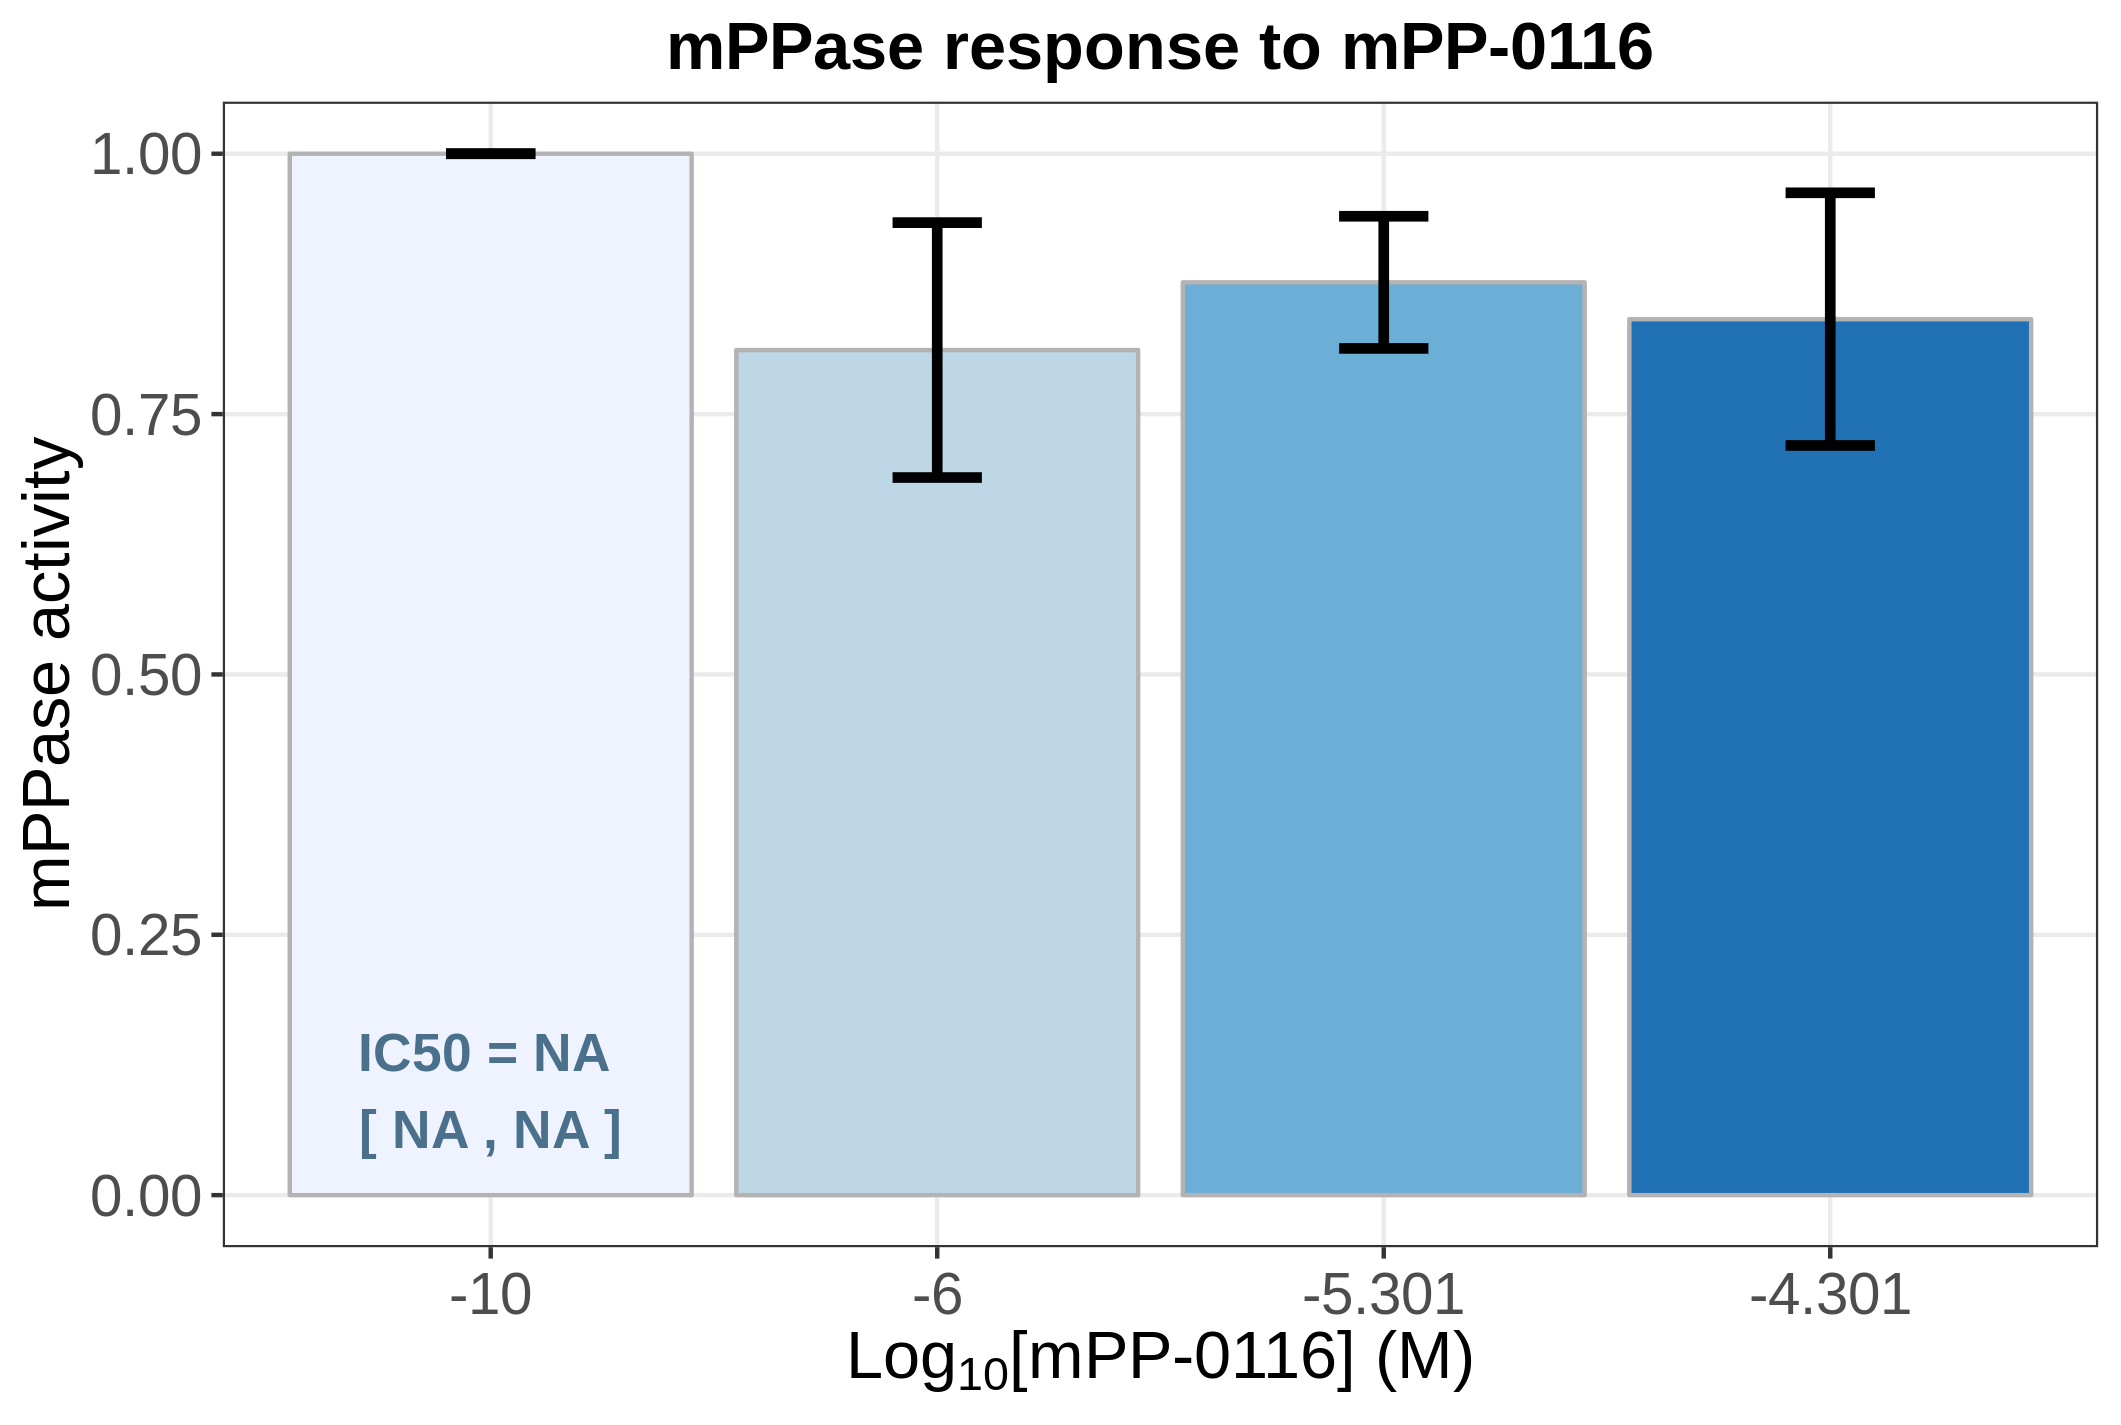 mPPase response to mPP-0116
mPPase activity
1.00
0.75
0.50
0.25
0.00
IC50 = NA
[ NA , NA ]
-10
-6
-5.301
-4.301
Log₁₀[mPP-0116] (M)